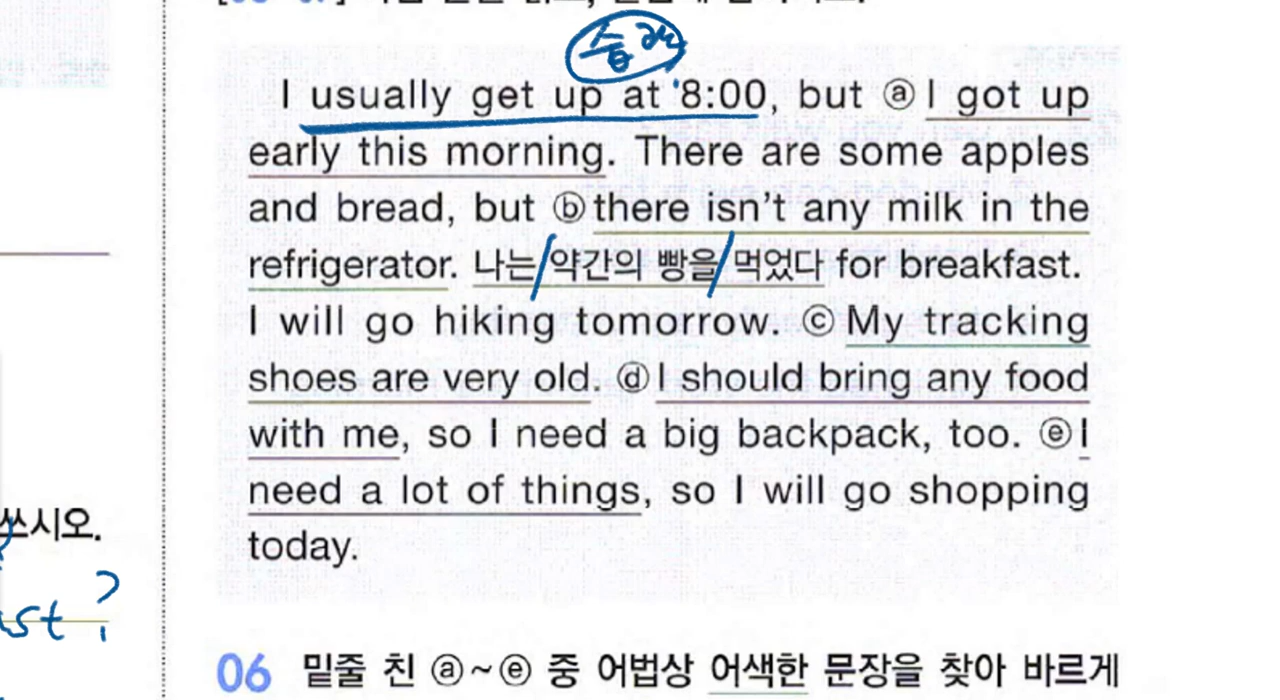 습관
I usually get up at 8:00, but ⓐ I got up
early this morning. There are some apples
and bread, but ⓑ there isn't any milk in the
refrigerator. 나는/약간의 빵을/먹었다 for breakfast.
I will go hiking tomorrow. ⓒ My tracking
shoes are very old. ⓓ I should bring any food
with me, so I need a big backpack, too. ⓔ I
need a lot of things, so I will go shopping
today.
쓰시오.
?
06 밑줄 친 ⓐ~ⓔ 중 어법상 어색한 문장을 찾아 바르게